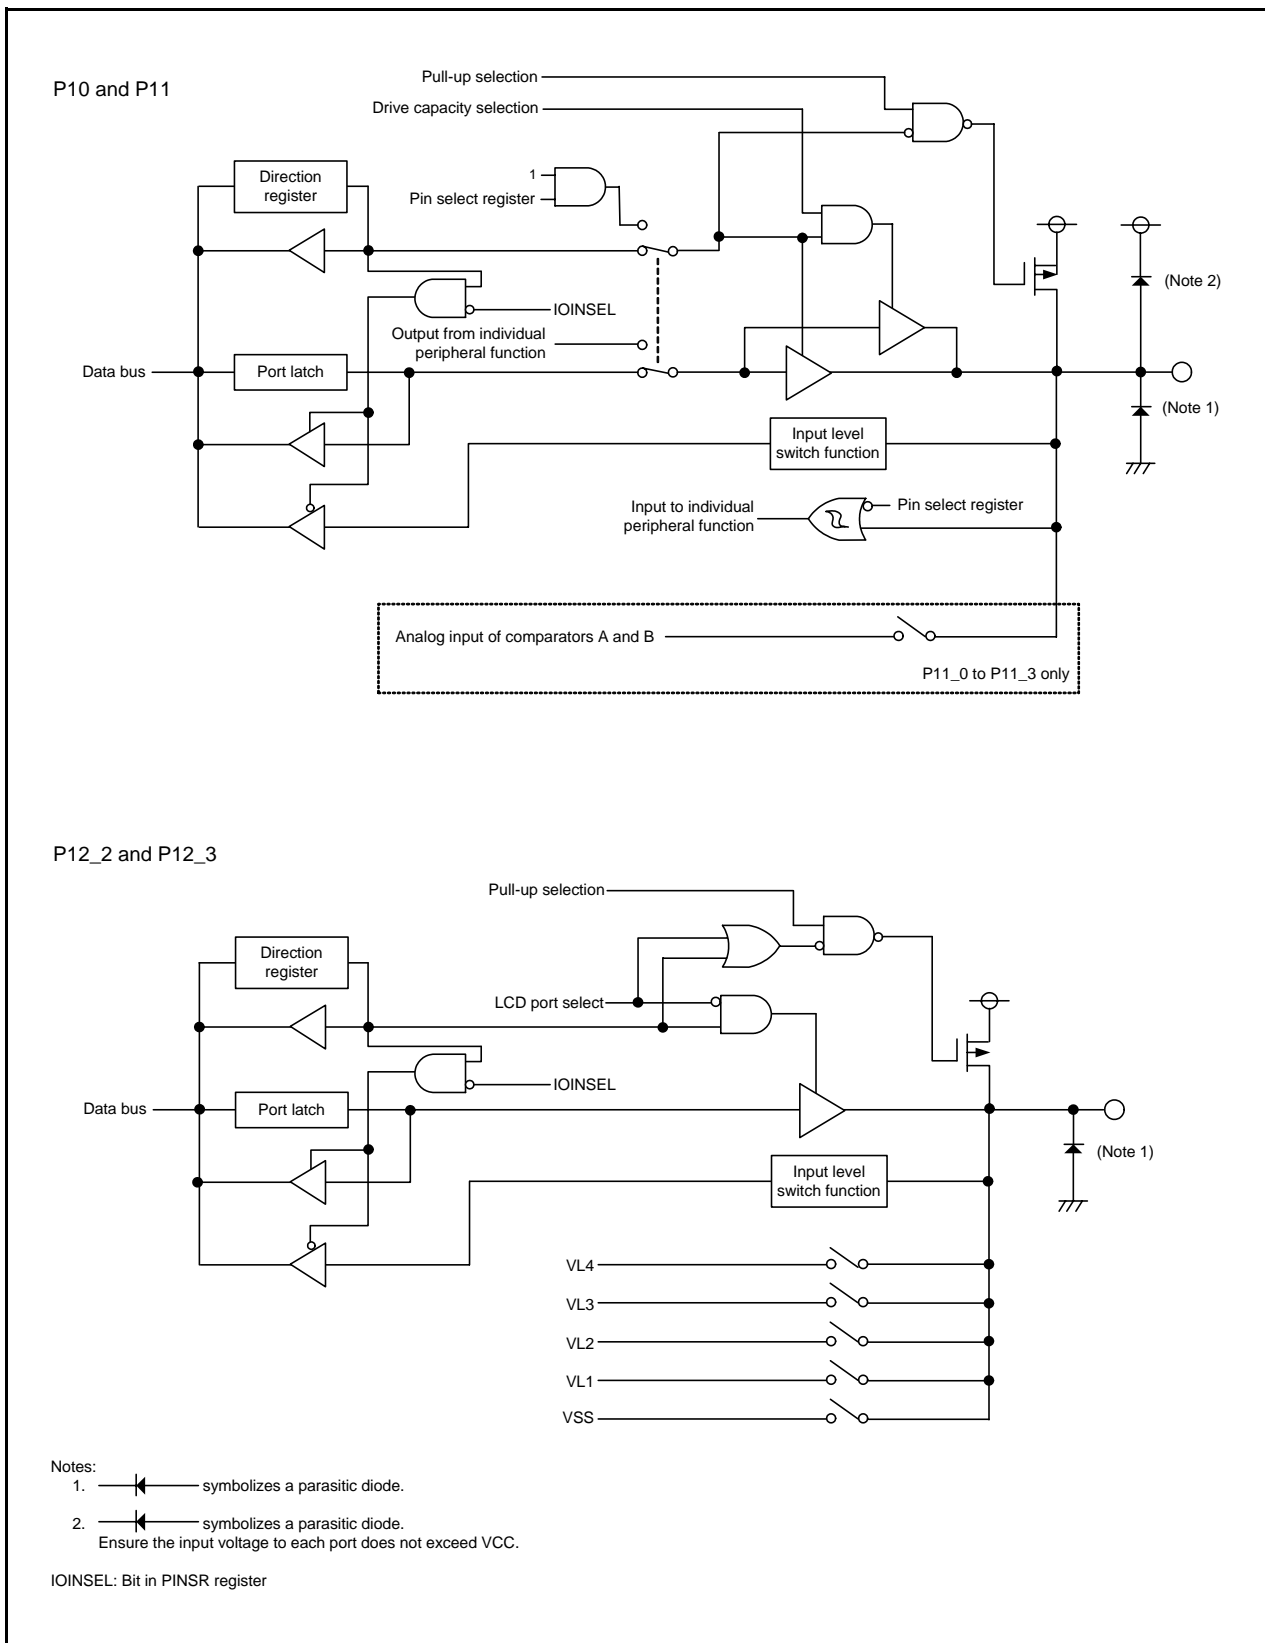 P10 and P11
Pull-up selection
Drive capacity selection
Direction
register
1
Pin select register
(Note 2)
IOINSEL
Output from individual
peripheral function
Data bus
Port latch
(Note 1)
Input level
switch function
Input to individual
peripheral function
Pin select register
Analog input of comparators A and B
P11_0 to P11_3 only
P12_2 and P12_3
Pull-up selection
Direction
register
LCD port select
IOINSEL
Data bus
Port latch
(Note 1)
Input level
switch function
VL4
VL3
VL2
VL1
VSS
Notes:
1. symbolizes a parasitic diode.
2. symbolizes a parasitic diode.
Ensure the input voltage to each port does not exceed VCC.
IOINSEL: Bit in PINSR register